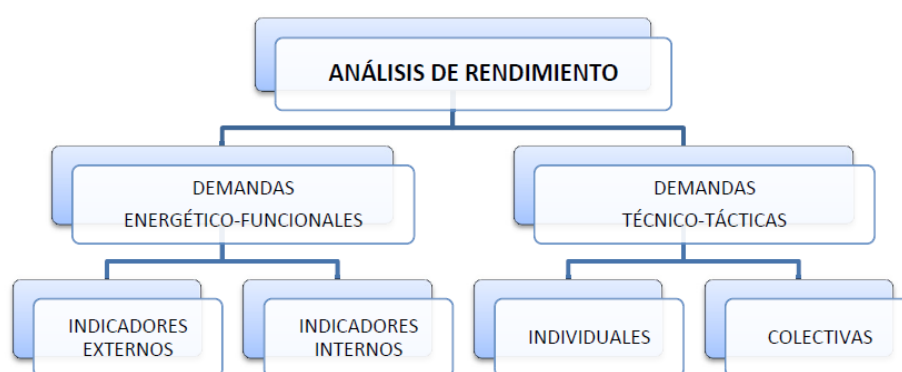 ANÁLISIS DE RENDIMIENTO
DEMANDAS
ENERGÉTICO-FUNCIONALES
DEMANDAS
TÉCNICO-TÁCTICAS
INDICADORES
EXTERNOS
INDICADORES
INTERNOS
INDIVIDUALES
COLECTIVAS